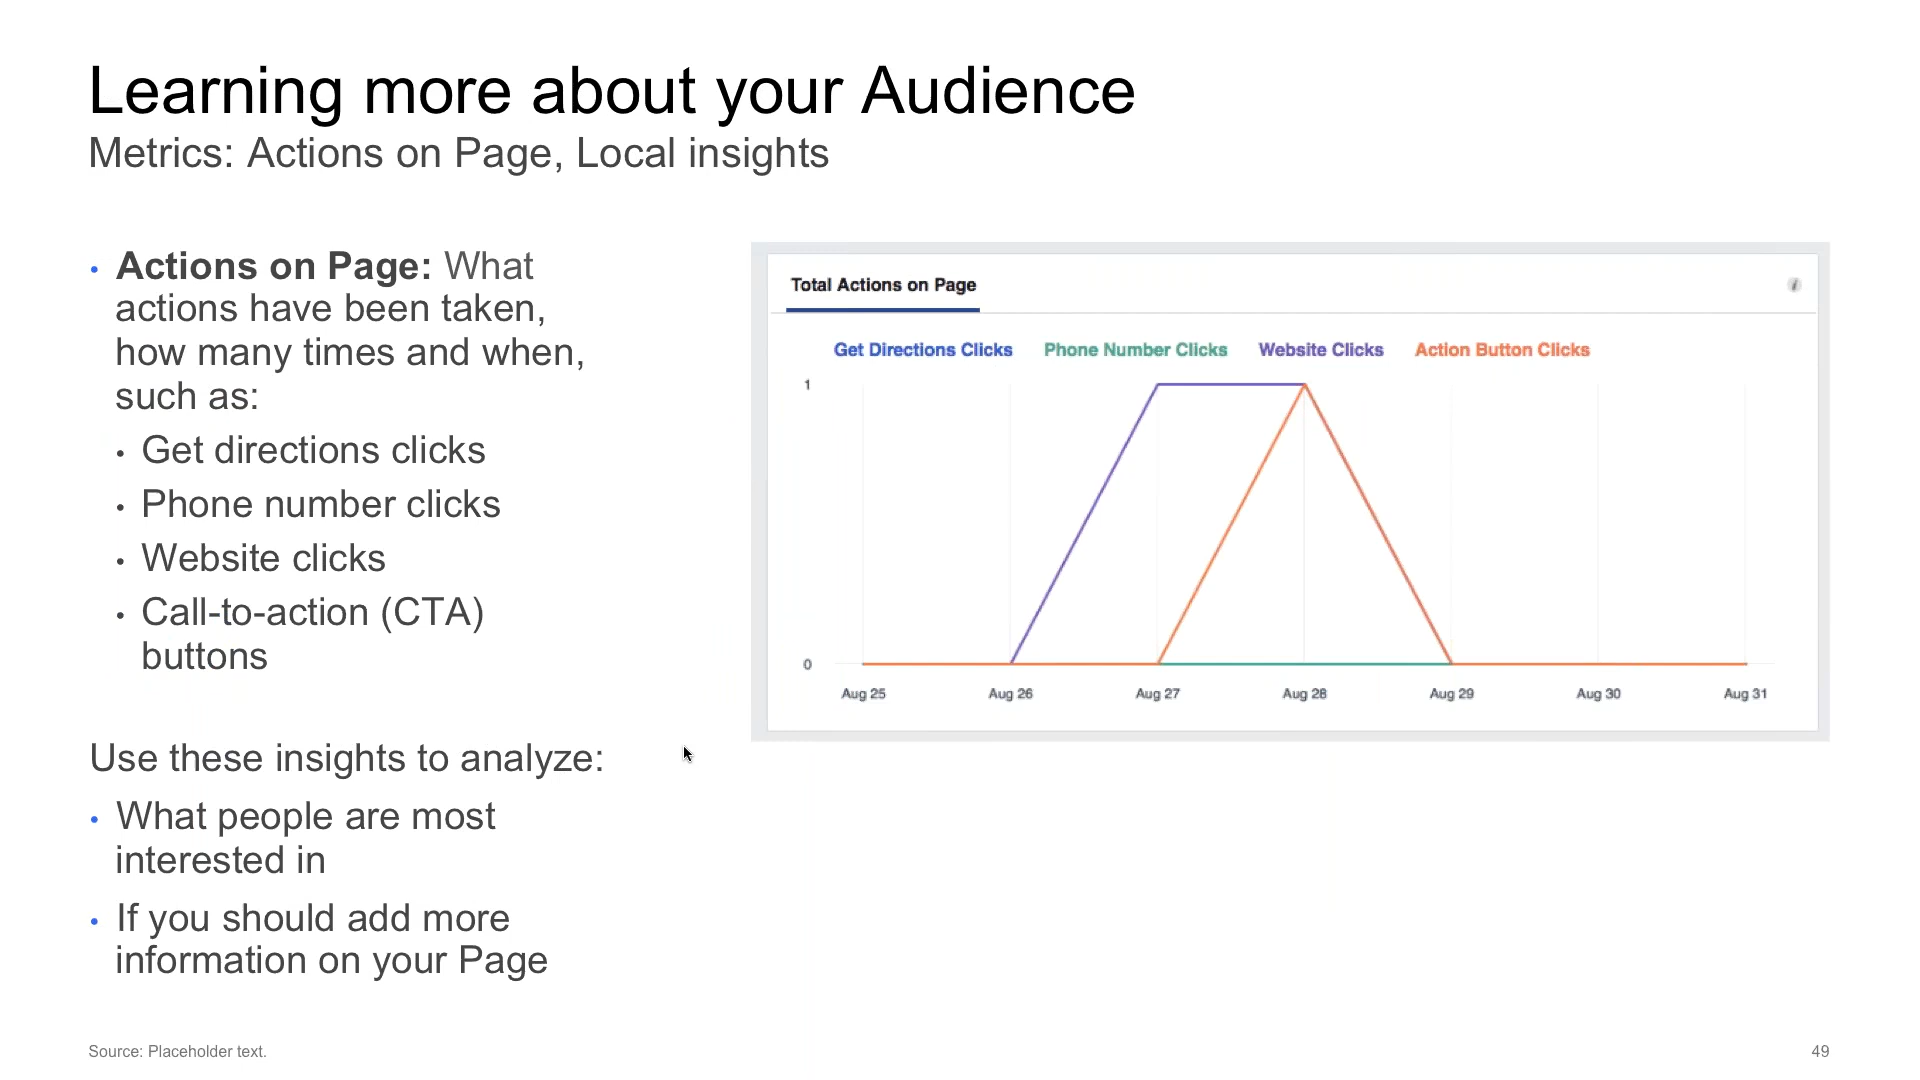 Learning more about your Audience
Metrics: Actions on Page, Local insights
• Actions on Page: What
actions have been taken,
how many times and when,
such as:
• Get directions clicks
• Phone number clicks
• Website clicks
• Call-to-action (CTA)
buttons
Use these insights to analyze:
• What people are most
interested in
• If you should add more
information on your Page
Total Actions on Page
i
Get Directions Clicks Phone Number Clicks Website Clicks Action Button Clicks
1
0
Aug 25 Aug 26 Aug 27 Aug 28 Aug 29 Aug 30 Aug 31
Source: Placeholder text.
49